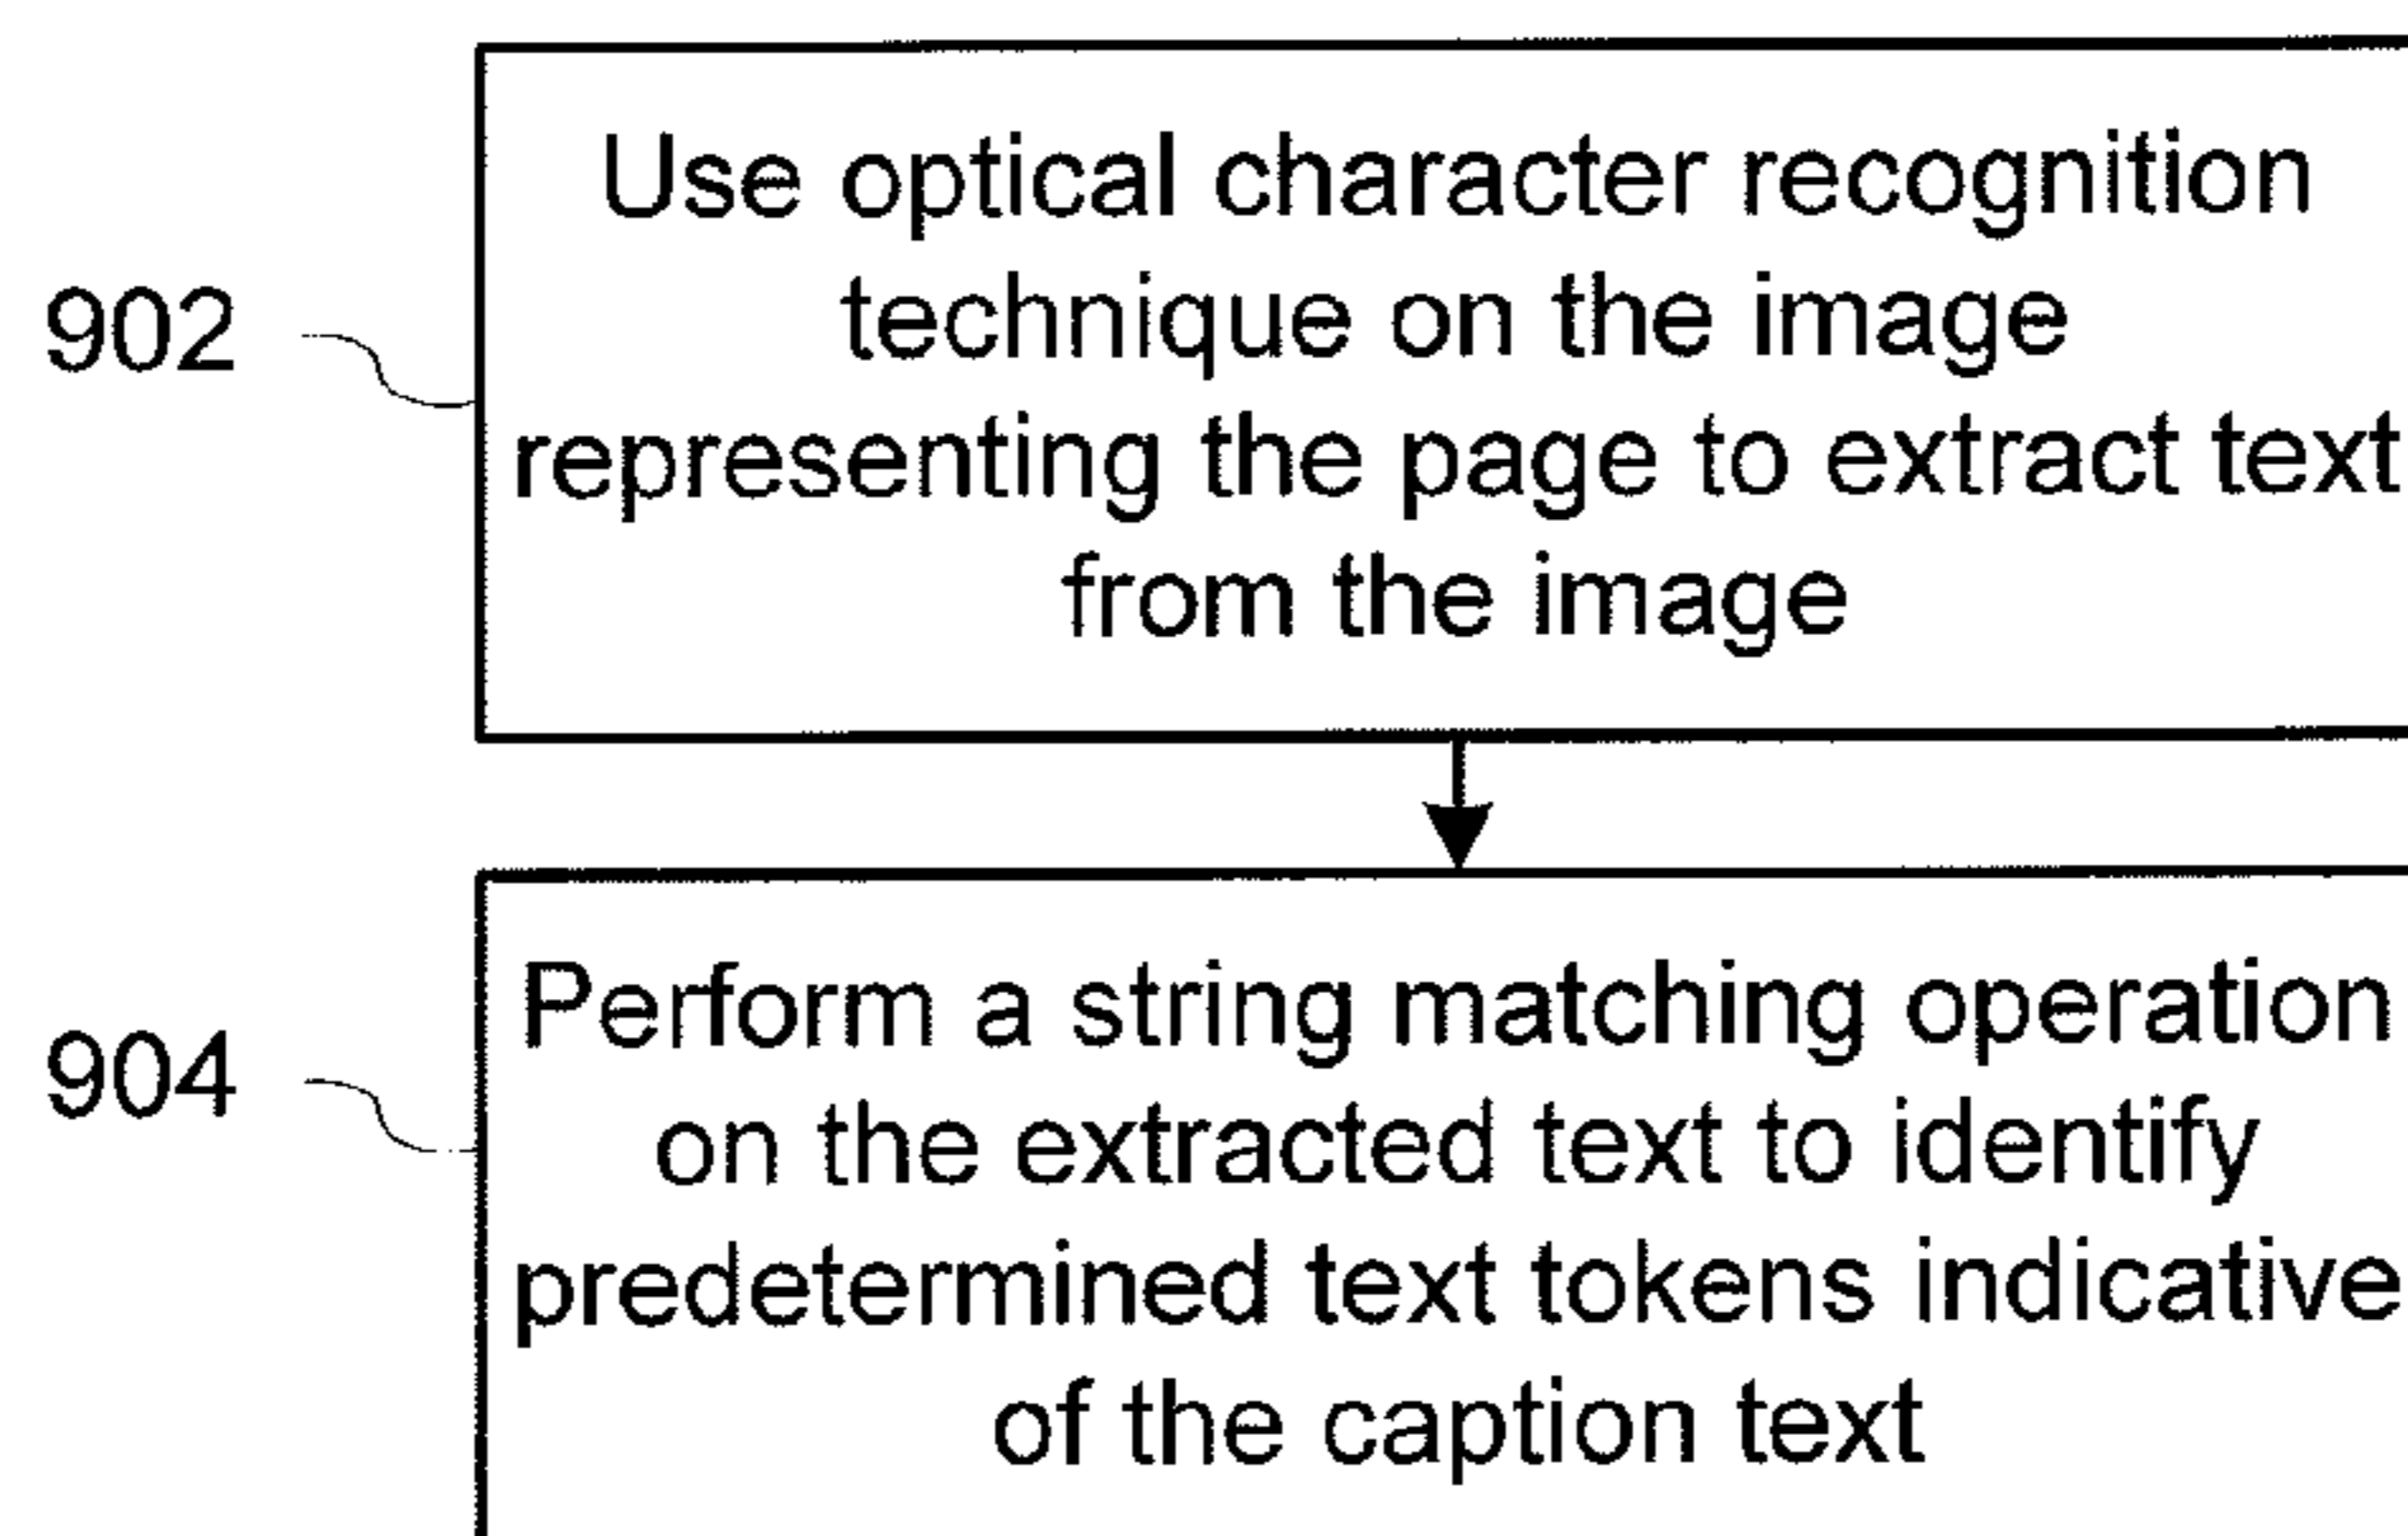 Use optical character recognition
technique on the image
902
representing the page to extract text
from the image
Perform a string matching operation
904
on the extracted text to identify
predetermined text tokens indicative
of the caption text